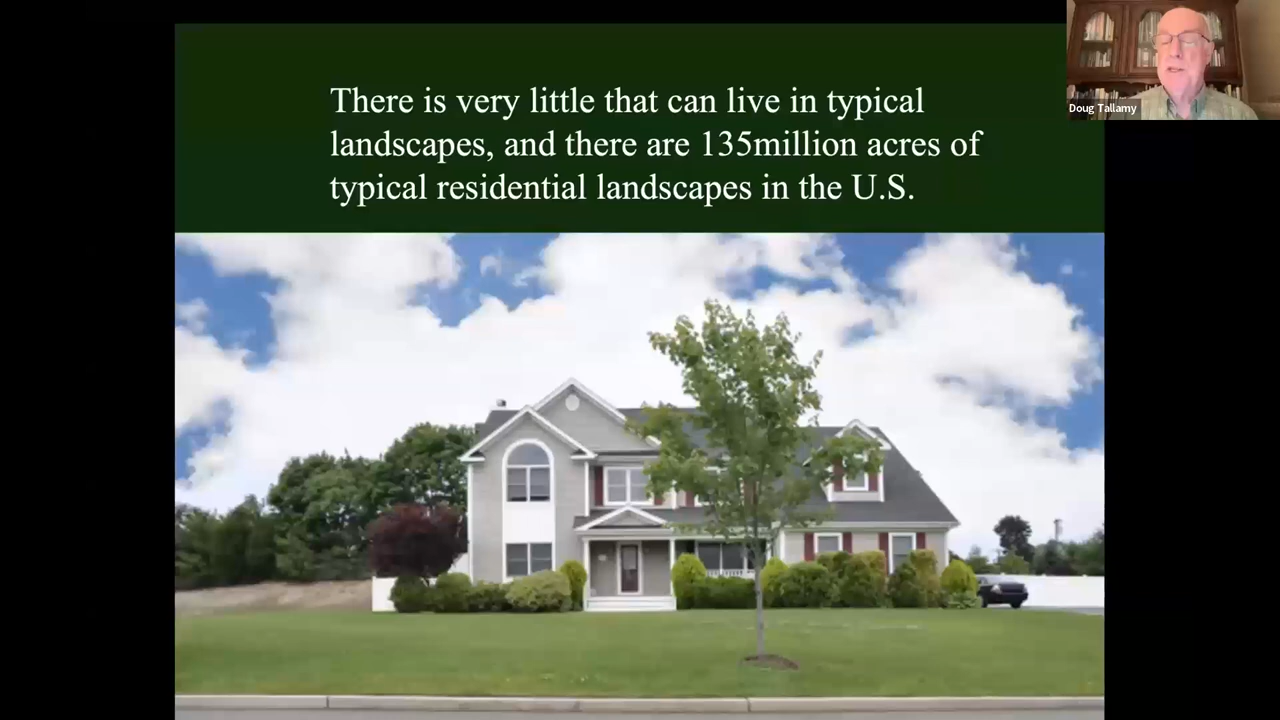 There is very little that can live in typical
landscapes, and there are 135million acres of
typical residential landscapes in the U.S.
Doug Tallamy